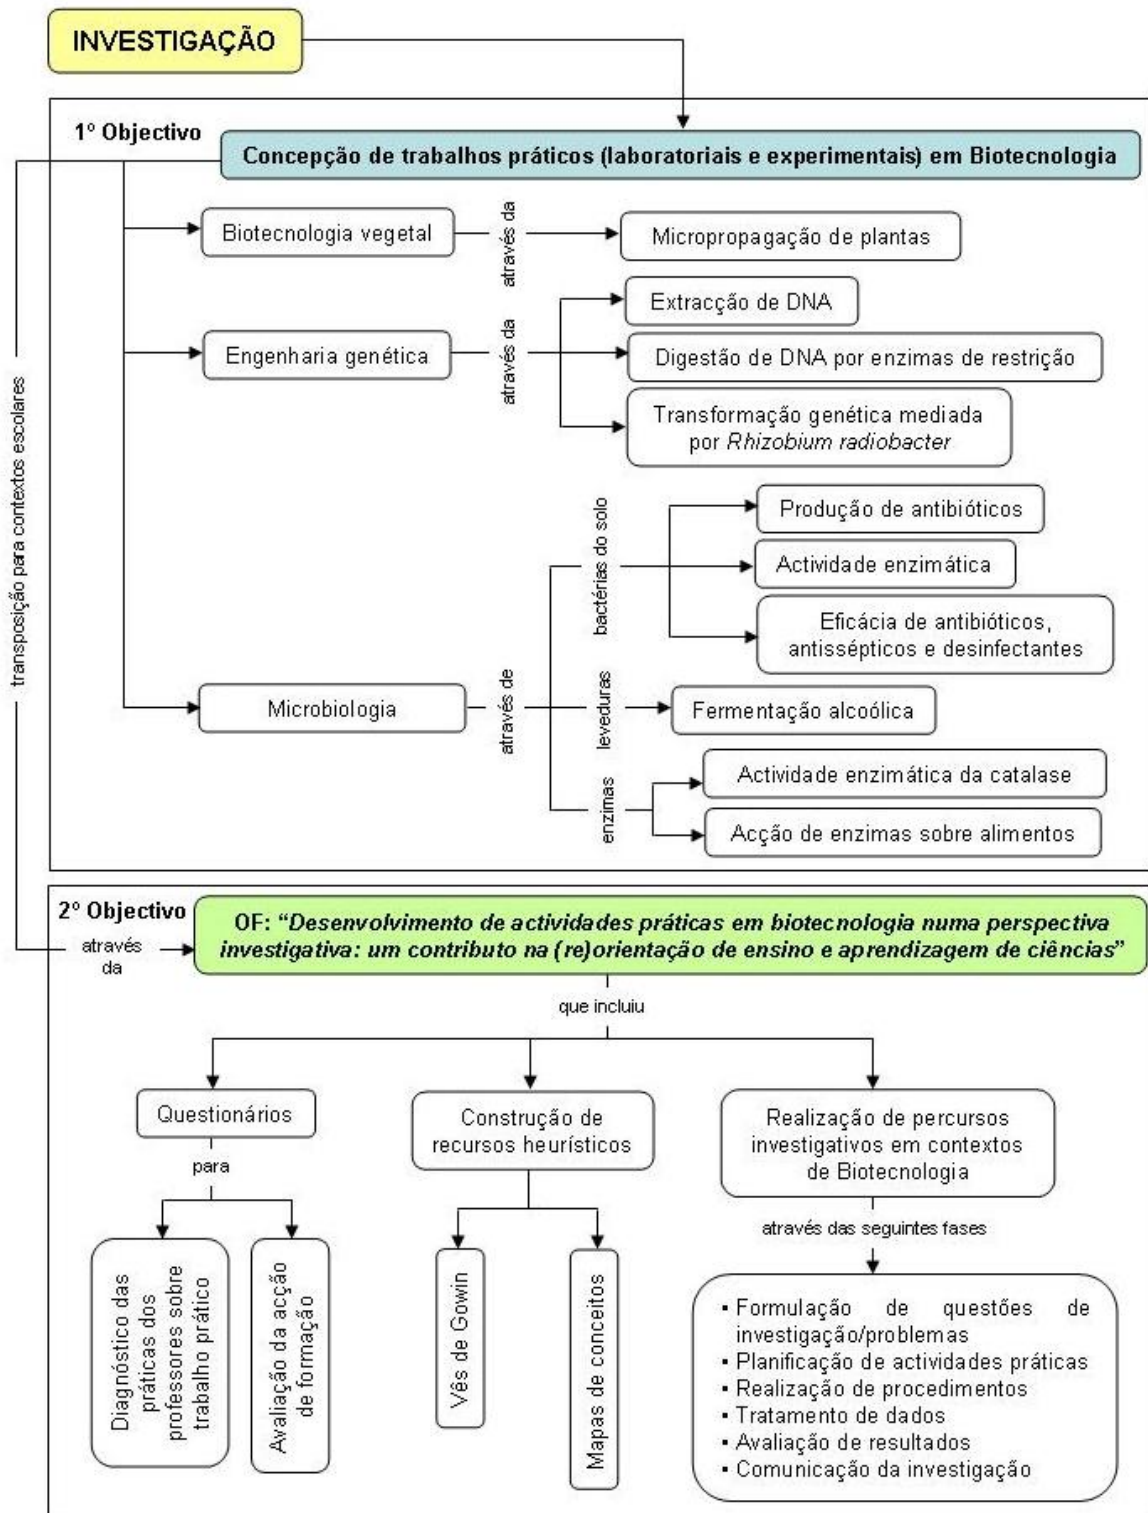 INVESTIGAÇÃO
1º Objectivo
Concepção de trabalhos práticos (laboratoriais e experimentais) em Biotecnologia
transposição para contextos escolares
Biotecnologia vegetal
através da
Micropropagação de plantas
Engenharia genética
através da
Extracção de DNA
Digestão de DNA por enzimas de restrição
Transformação genética mediada
por Rhizobium radiobacter
Microbiologia
através de
bactérias do solo
Produção de antibióticos
Actividade enzimática
Eficácia de antibióticos,
antissépticos e desinfectantes
leveduras
Fermentação alcoólica
enzimas
Actividade enzimática da catalase
Acção de enzimas sobre alimentos
2º Objectivo
através
da
OF: “Desenvolvimento de actividades práticas em biotecnologia numa perspectiva
investigativa: um contributo na (re)orientação de ensino e aprendizagem de ciências”
que incluiu
Questionários
para
Diagnóstico das
práticas dos
professores sobre
trabalho prático
Avaliação da acção
de formação
Construção de
recursos heurísticos
Vês de Gowin
Mapas de conceitos
Realização de percursos
investigativos em contextos
de Biotecnologia
através das seguintes fases
▪ Formulação de questões de
investigação/problemas
▪ Planificação de actividades práticas
▪ Realização de procedimentos
▪ Tratamento de dados
▪ Avaliação de resultados
▪ Comunicação da investigação